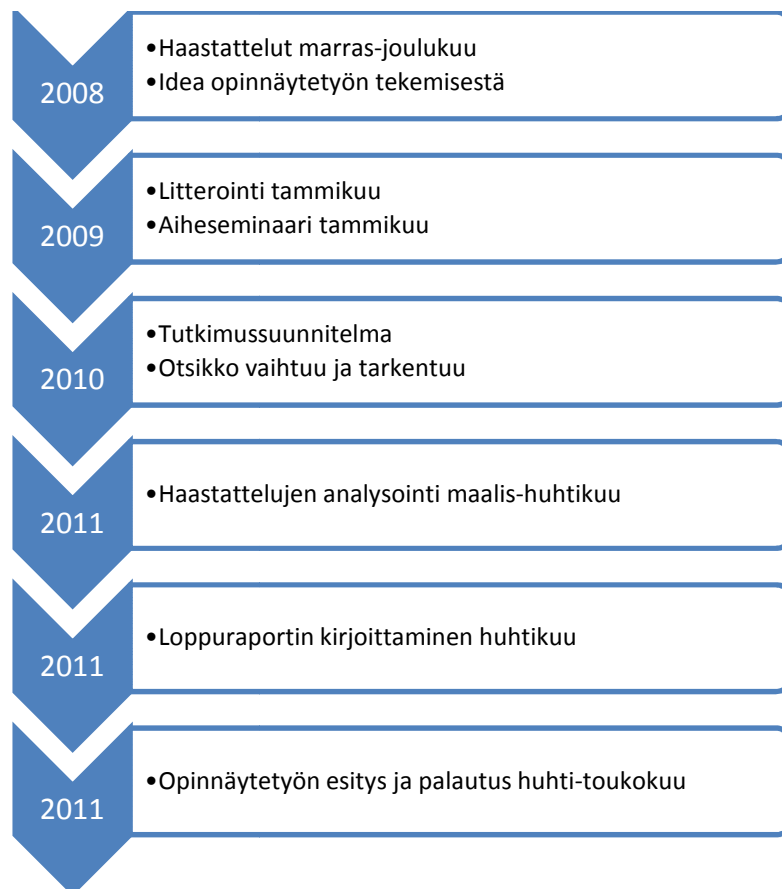 2008
•Haastattelut marras-joulukuu
•Idea opinnäytetyön tekemisestä
2009
•Litterointi tammikuu
•Aiheseminaari tammikuu
2010
•Tutkimussuunnitelma
•Otsikko vaihtuu ja tarkentuu
2011
•Haastattelujen analysointi maalis-huhtikuu
2011
•Loppuraportin kirjoittaminen huhtikuu
2011
•Opinnäytetyön esitys ja palautus huhti-toukokuu